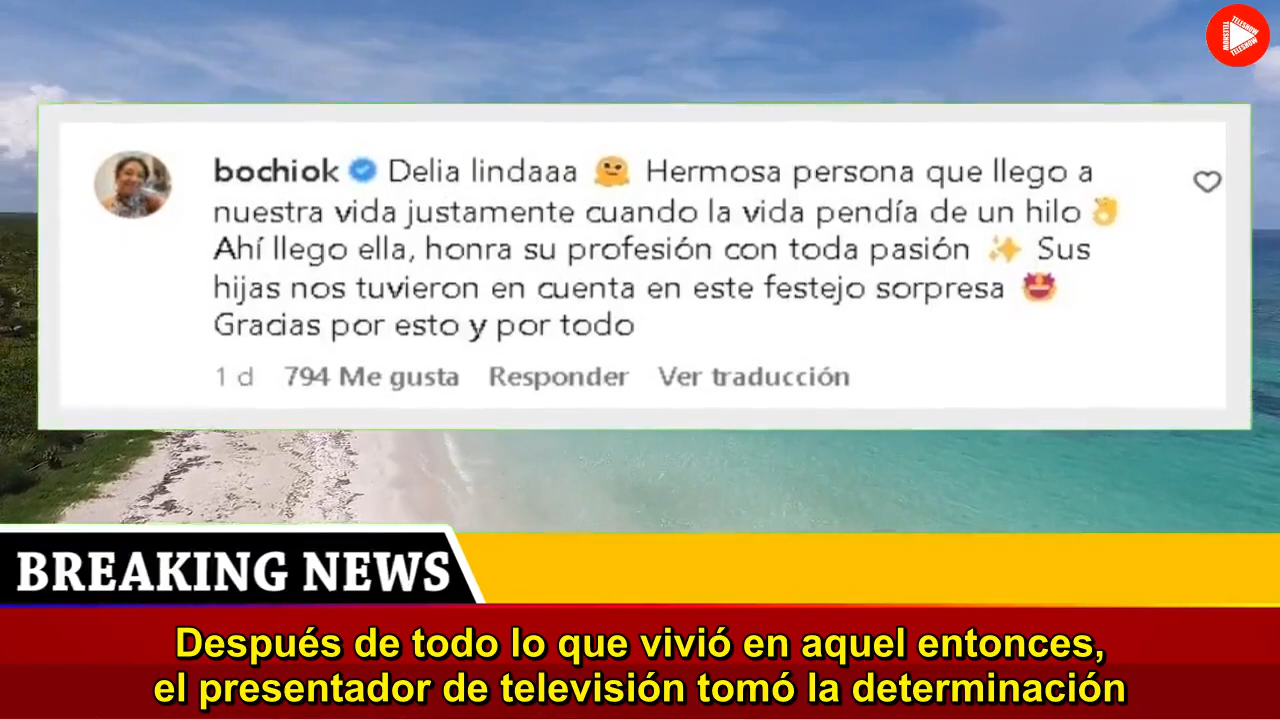 TELESHOW
TELESHOW
TELESHOW
bochiok Delia lindaaa 🤗 Hermosa persona que llego a
nuestra vida justamente cuando la vida pendía de un hilo 👌
Ahí llego ella, honra su profesión con toda pasión ✨ Sus
hijas nos tuvieron en cuenta en este festejo sorpresa 🤩
Gracias por esto y por todo
1 d 794 Me gusta Responder Ver traducción
BREAKING NEWS
Después de todo lo que vivió en aquel entonces,
el presentador de televisión tomó la determinación